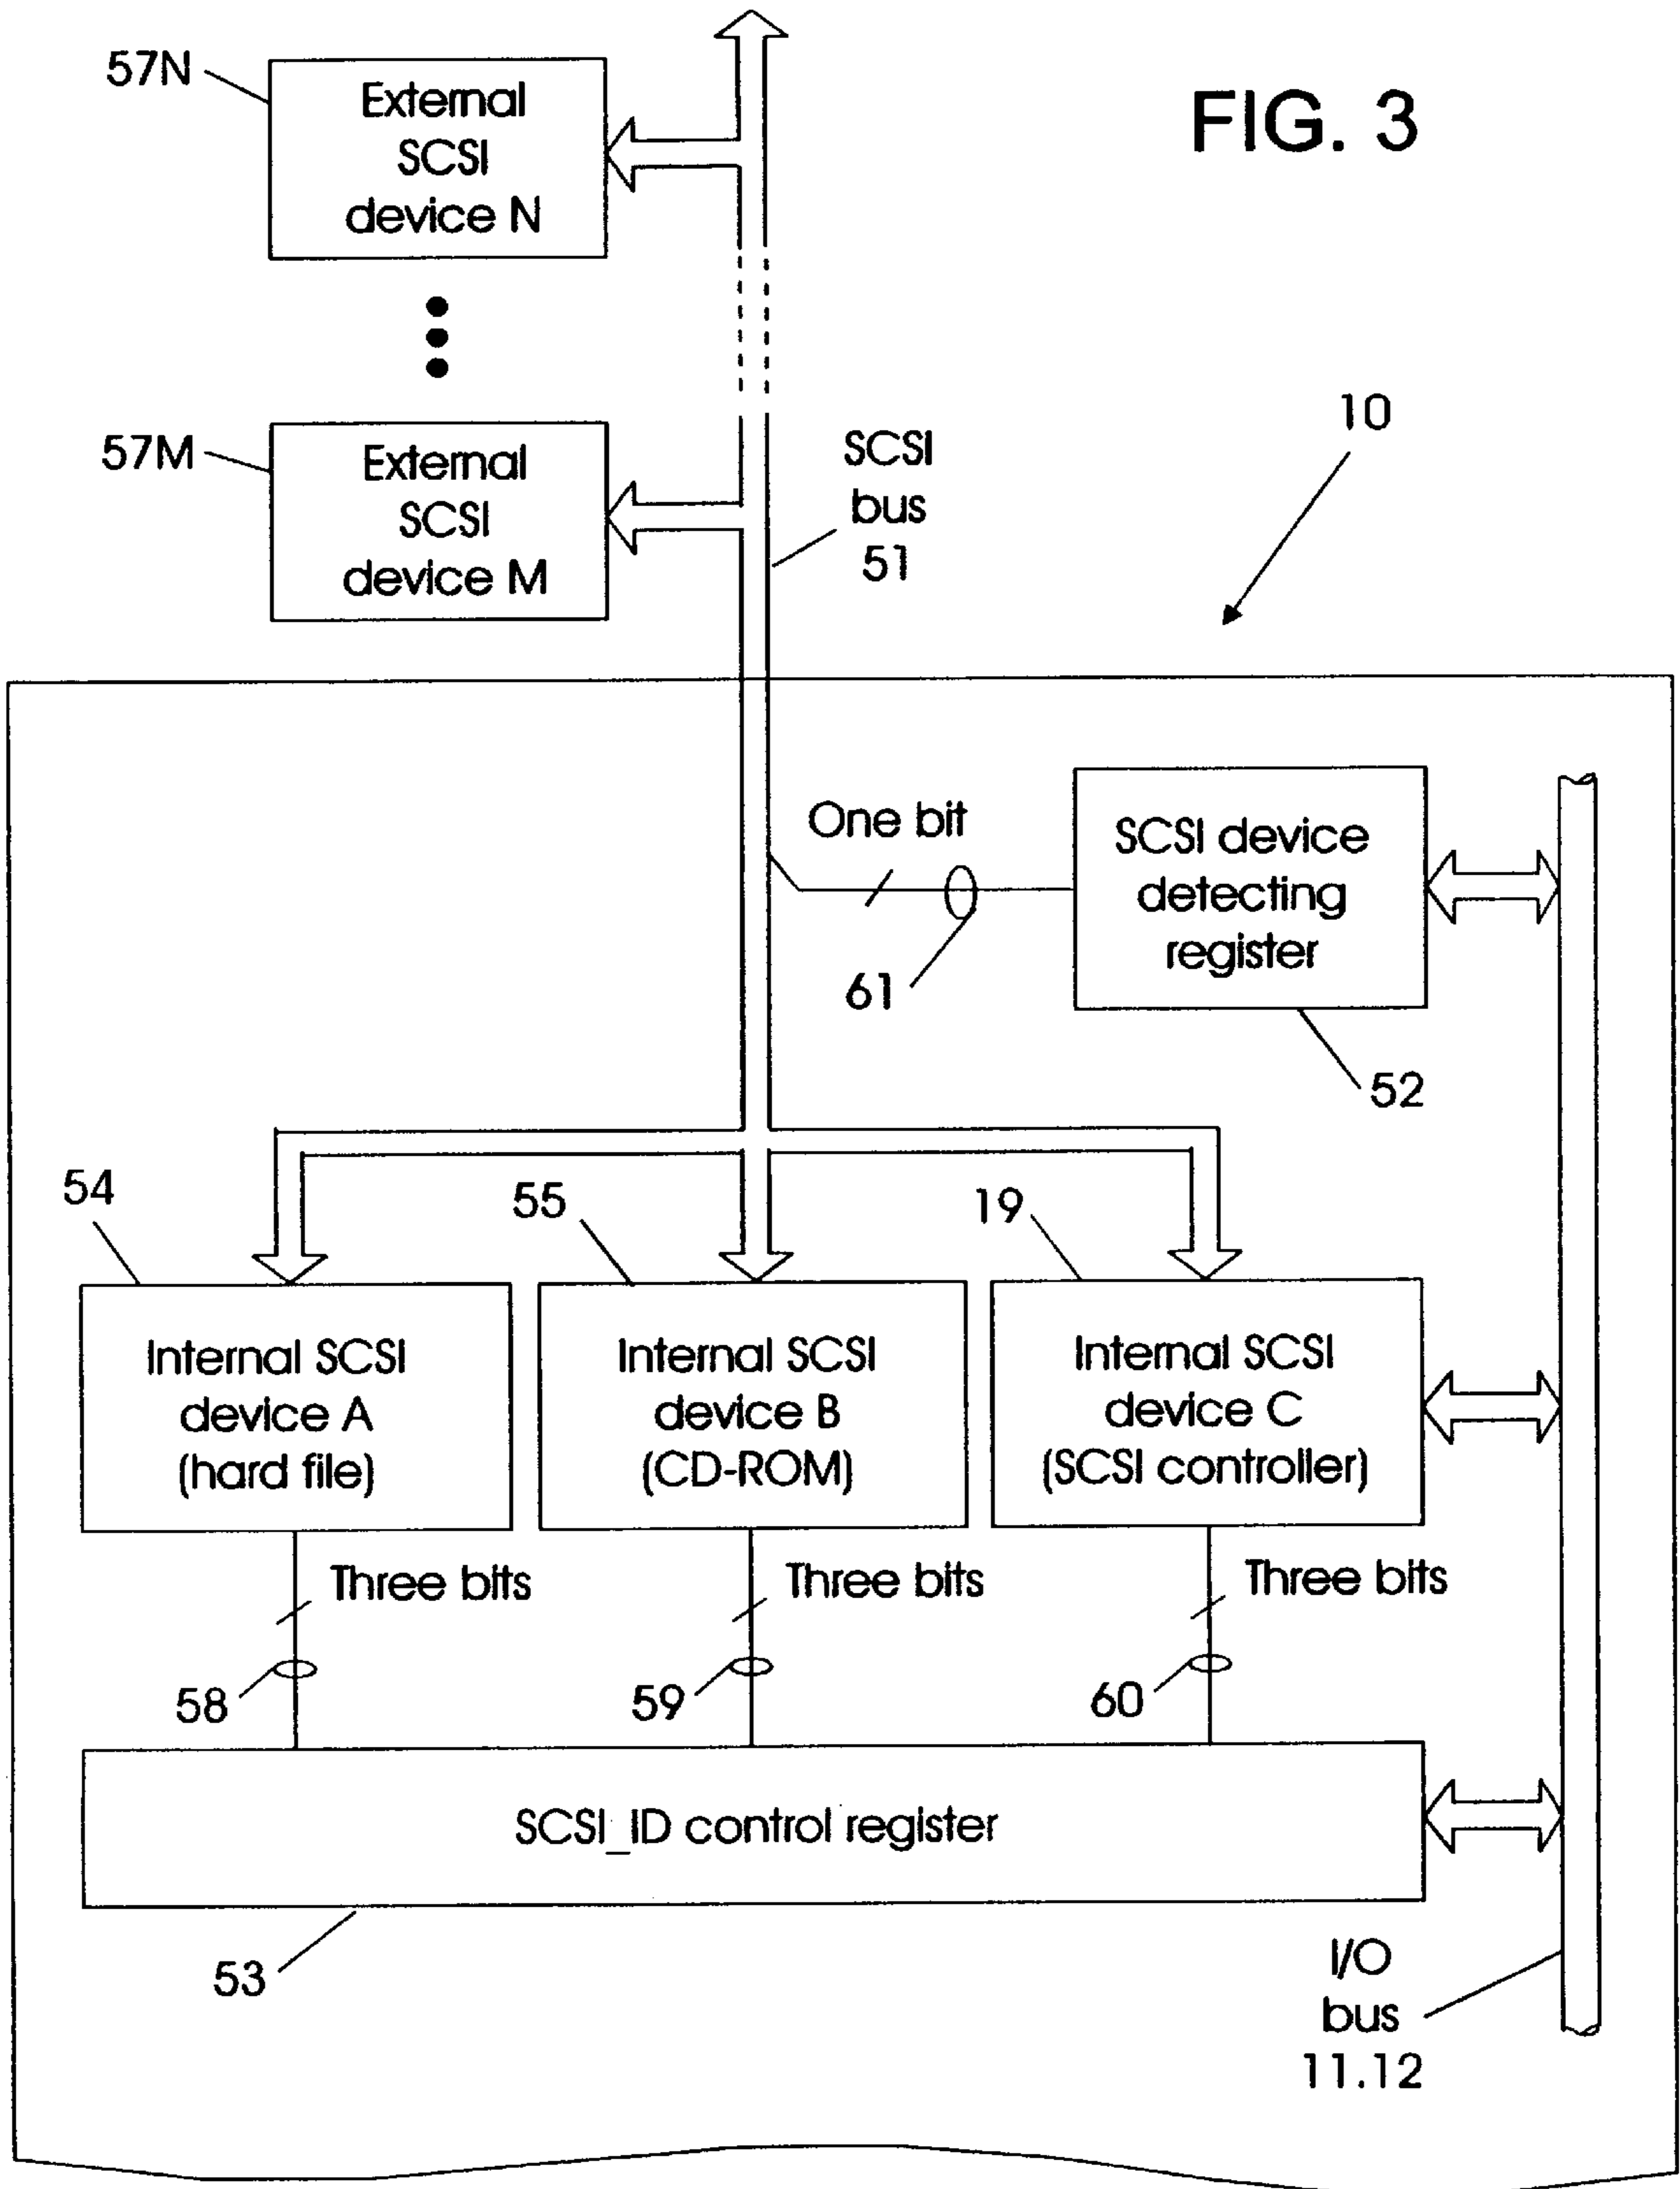 FIG. 3
57N
External
SCSI
device N
57M
External
SCSI
device M
SCSI
bus
51
10
One bit
61
SCSI device
detecting
register
52
54
55
19
Internal SCSI
device A
(hard file)
Internal SCSI
device B
(CD-ROM)
Internal SCSI
device C
(SCSI controller)
Three bits
Three bits
Three bits
58
59
60
SCSI_ID control register
53
I/O
bus
11.12